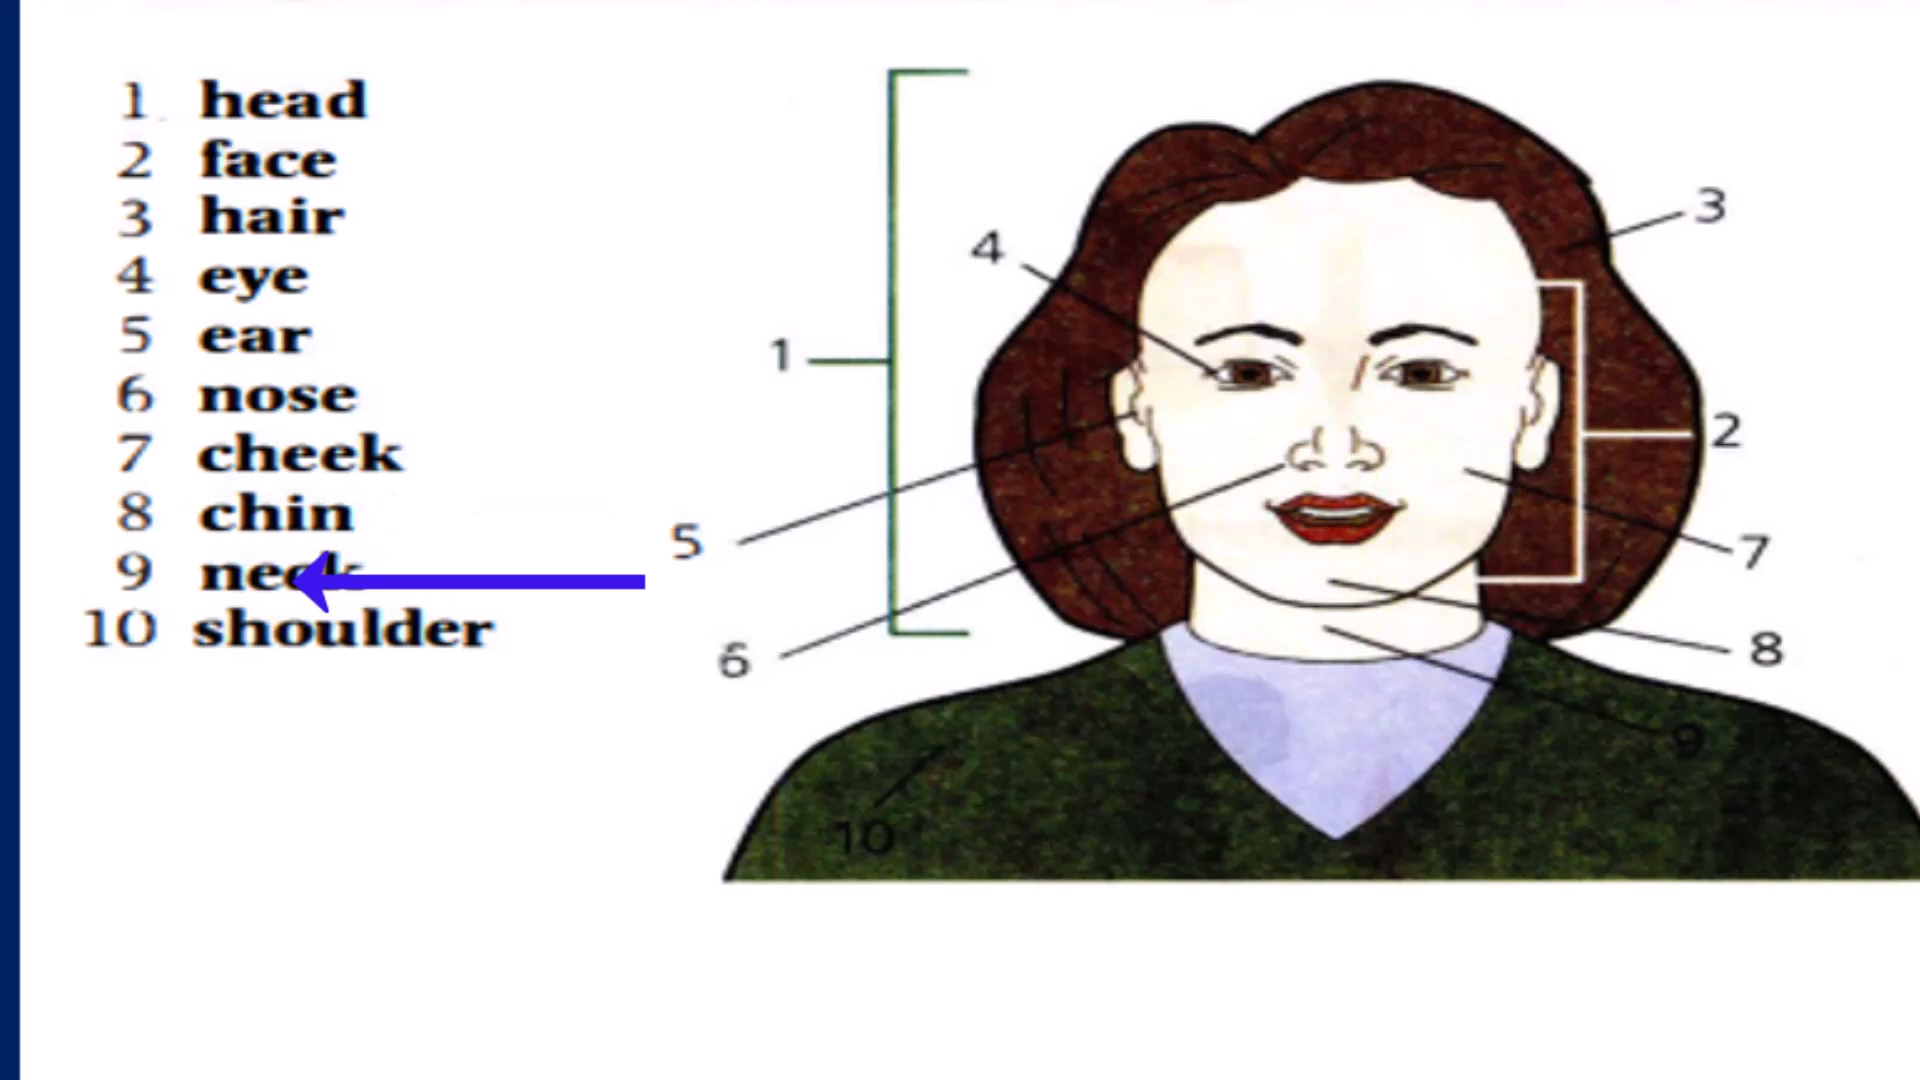 1 head
2 face
3 hair
4 eye
5 ear
6 nose
7 cheek
8 chin
9 neck
10 shoulder
3
4
1
2
5
7
6
8
9
10